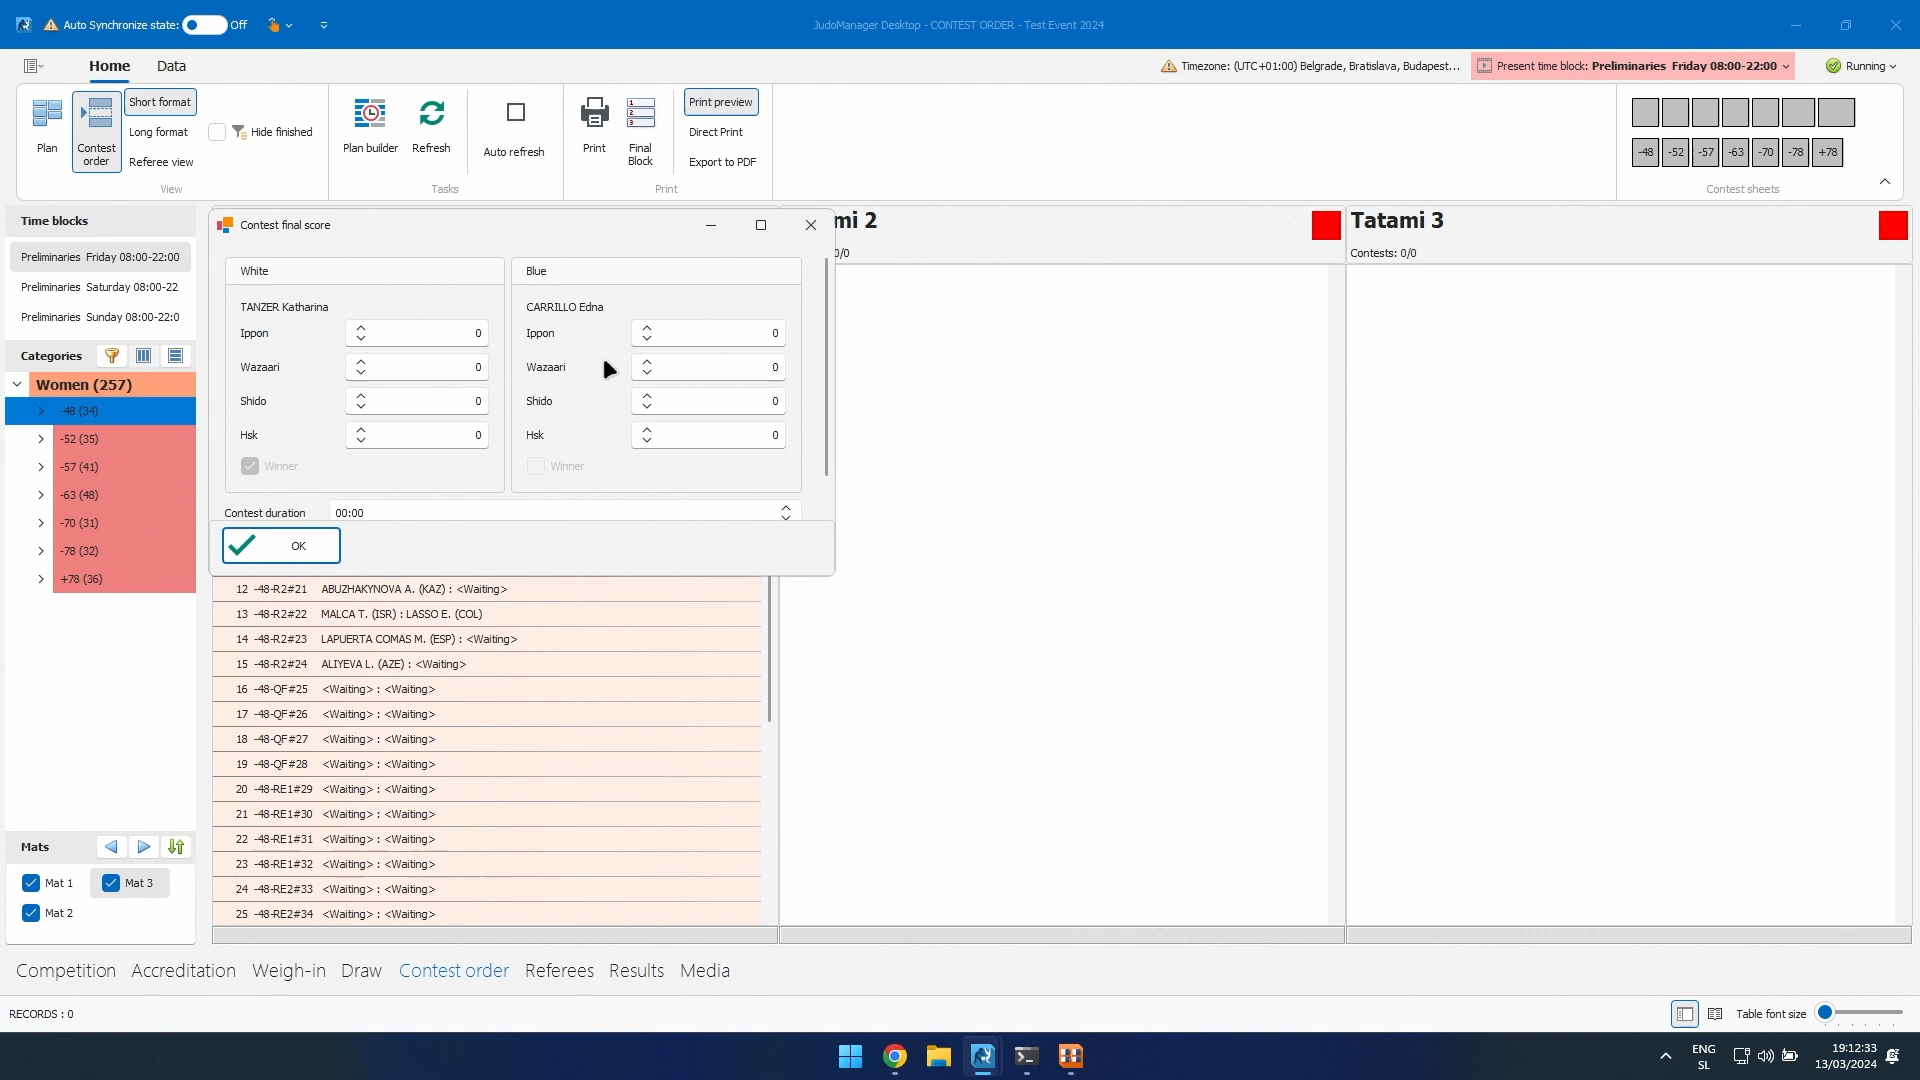 Auto Synchronize state: Off
JudoManager Desktop - CONTEST ORDER - Test Event 2024
Home Data
Timezone: (UTC+01:00) Belgrade, Bratislava, Budapest...
Present time block: Preliminaries Friday 08:00-22:00
Running
Plan
Contest order
Short format
Long format
Referee view
Hide finished
View
Plan builder
Refresh
Auto refresh
Tasks
Print
Final Block
Print preview
Direct Print
Export to PDF
Print
-48 -52 -57 -63 -70 -78 +78
Contest sheets
Time blocks
Preliminaries Friday 08:00-22:00
Preliminaries Saturday 08:00-22
Preliminaries Sunday 08:00-22:0
Categories
Women (257)
-48 (34)
-52 (35)
-57 (41)
-63 (48)
-70 (31)
-78 (32)
+78 (36)
Mats
Mat 1
Mat 3
Mat 2
Contest final score
White
TANZER Katharina
Ippon 0
Wazaari 0
Shido 0
Hsk 0
Winner
Blue
CARRILLO Edna
Ippon 0
Wazaari 0
Shido 0
Hsk 0
Winner
Contest duration 00:00
OK
mi 2
0/0
Tatami 3
Contests: 0/0
12 -48-R2#21 ABUZHAKYNOVA A. (KAZ) : <Waiting>
13 -48-R2#22 MALCA T. (ISR) : LASSO E. (COL)
14 -48-R2#23 LAPUERTA COMAS M. (ESP) : <Waiting>
15 -48-R2#24 ALIYEVA L. (AZE) : <Waiting>
16 -48-QF#25 <Waiting> : <Waiting>
17 -48-QF#26 <Waiting> : <Waiting>
18 -48-QF#27 <Waiting> : <Waiting>
19 -48-QF#28 <Waiting> : <Waiting>
20 -48-RE1#29 <Waiting> : <Waiting>
21 -48-RE1#30 <Waiting> : <Waiting>
22 -48-RE1#31 <Waiting> : <Waiting>
23 -48-RE1#32 <Waiting> : <Waiting>
24 -48-RE2#33 <Waiting> : <Waiting>
25 -48-RE2#34 <Waiting> : <Waiting>
Competition Accreditation Weigh-in Draw Contest order Referees Results Media
RECORDS : 0
Table font size
ENG
SL
19:12:33
13/03/2024